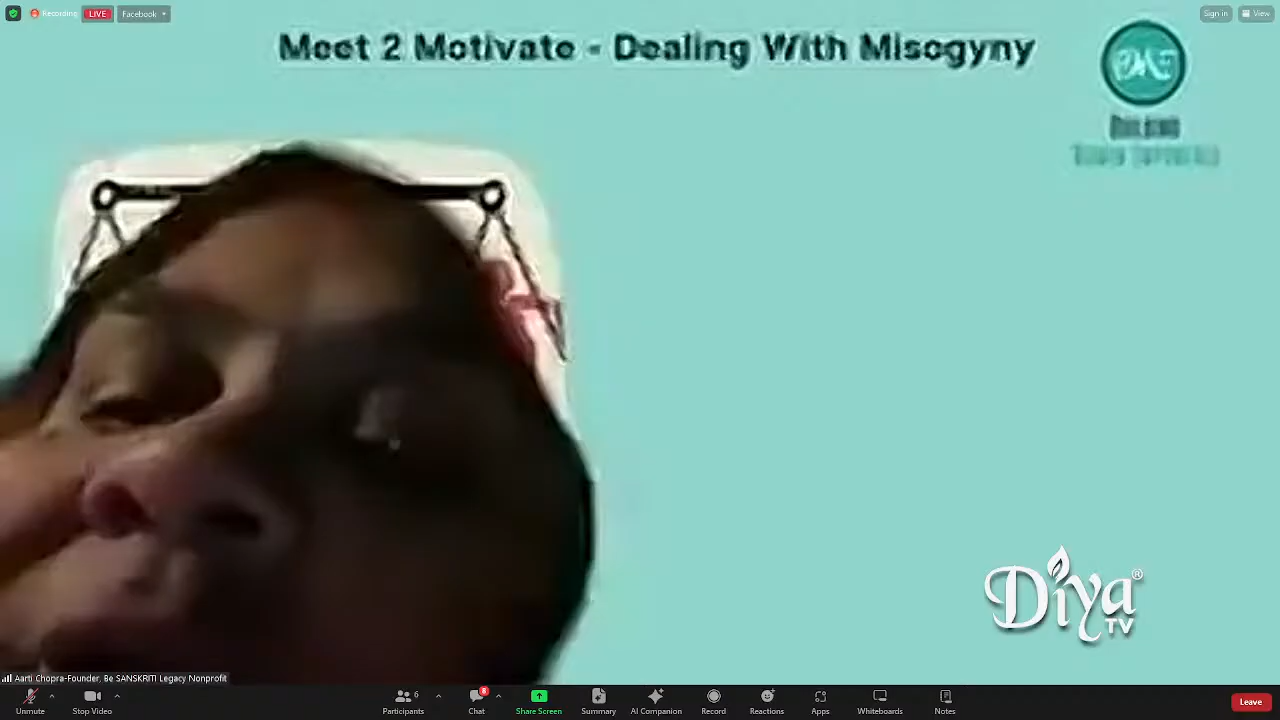 Recording
LIVE
Facebook
Sign in
View
Meet 2 Motivate - Dealing With Misogyny
Diya®
TV
Aarti Chopra-Founder, Be SANSKRITI Legacy Nonprofit
Unmute
Stop Video
6
Participants
8
Chat
Share Screen
Summary
AI Companion
Record
Reactions
Apps
Whiteboards
Notes
Leave